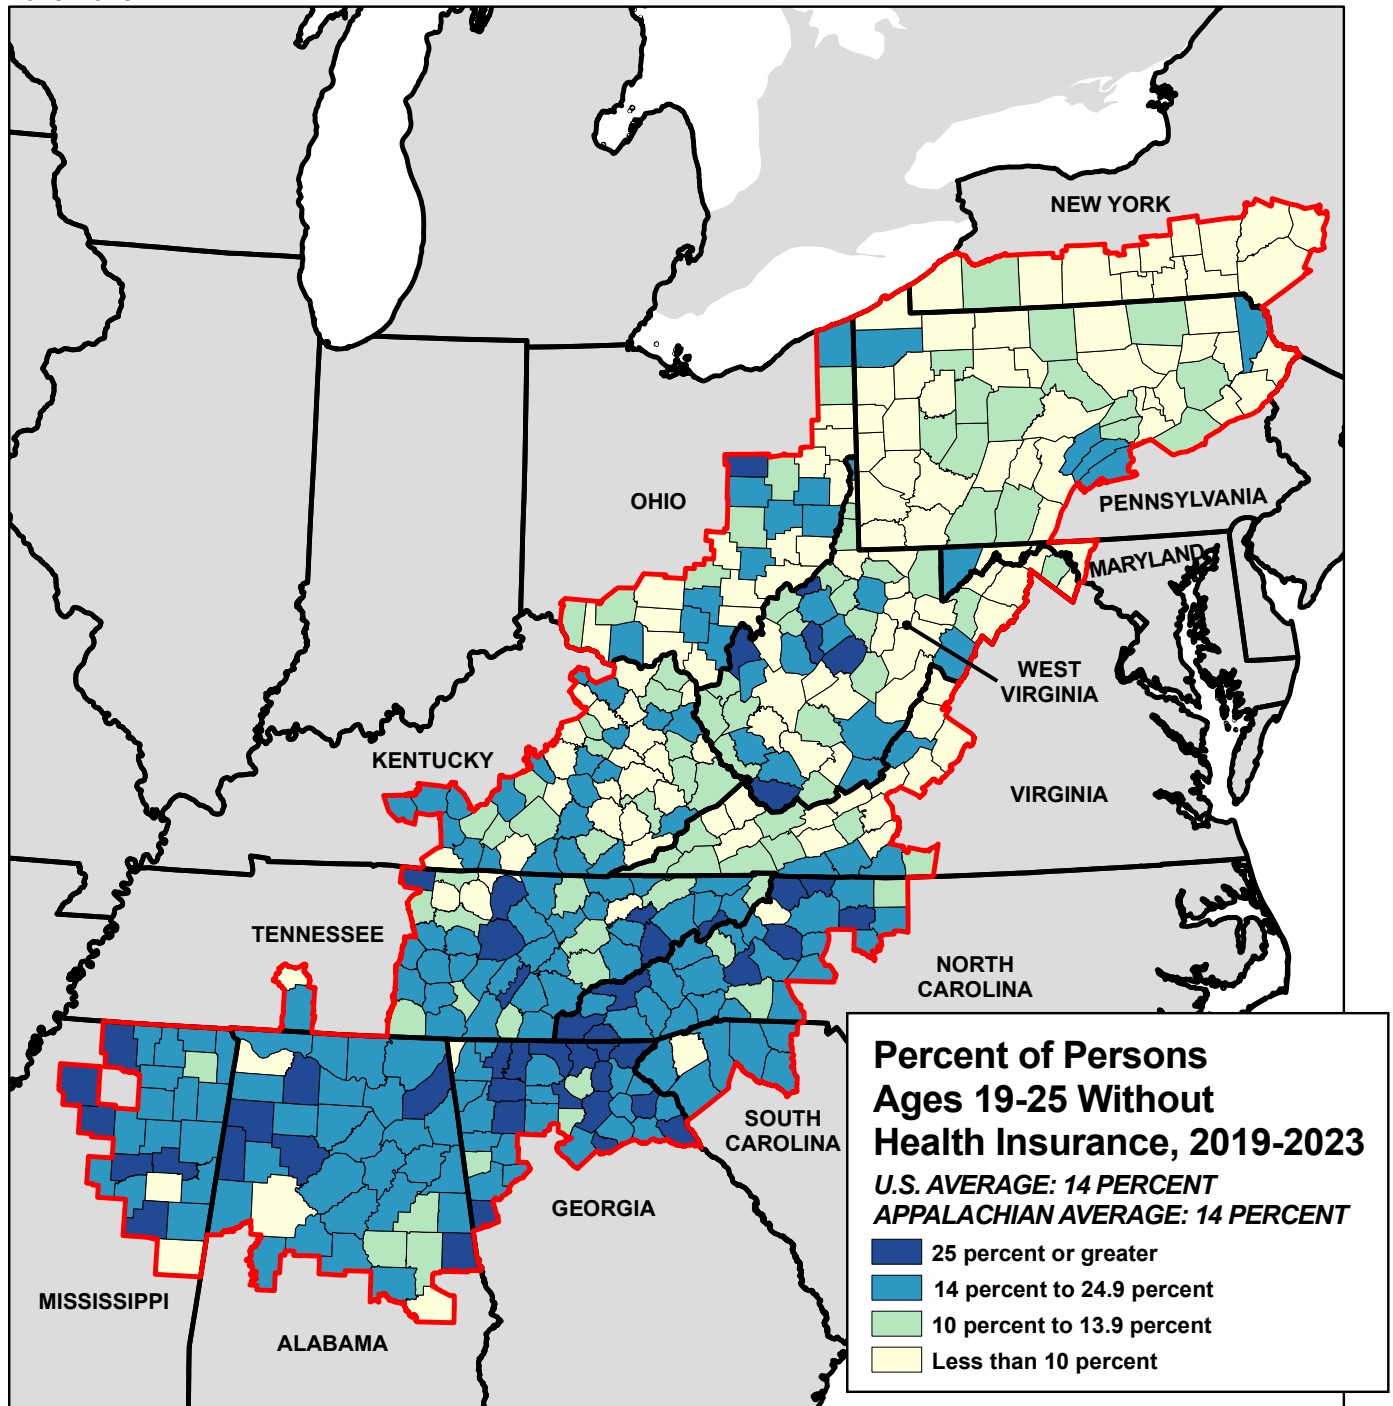 NEW YORK
OHIO
PENNSYLVANIA
MARYLAND
WEST
VIRGINIA
KENTUCKY
VIRGINIA
TENNESSEE
NORTH
CAROLINA
SOUTH
CAROLINA
GEORGIA
MISSISSIPPI
ALABAMA
Percent of Persons
Ages 19-25 Without
Health Insurance, 2019-2023
U.S. AVERAGE: 14 PERCENT
APPALACHIAN AVERAGE: 14 PERCENT
25 percent or greater
14 percent to 24.9 percent
10 percent to 13.9 percent
Less than 10 percent